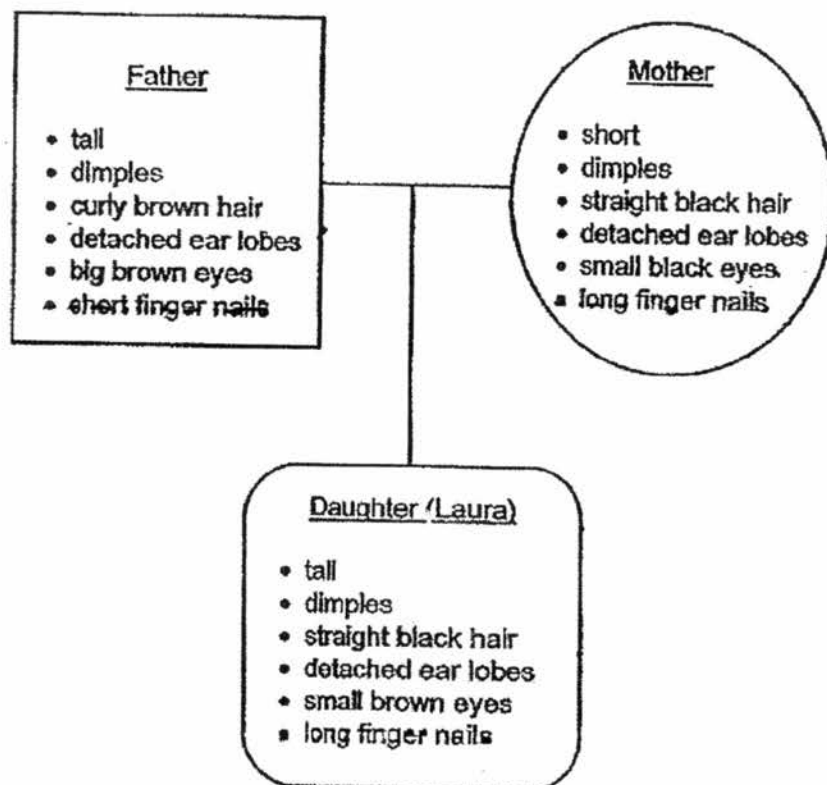 Father
• tall
• dimples
• curly brown hair
• detached ear lobes
• big brown eyes
• short finger nails
Mother
• short
• dimples
• straight black hair
• detached ear lobes
• small black eyes
• long finger nails
Daughter (Laura)
• tall
• dimples
• straight black hair
• detached ear lobes
• small brown eyes
• long finger nails